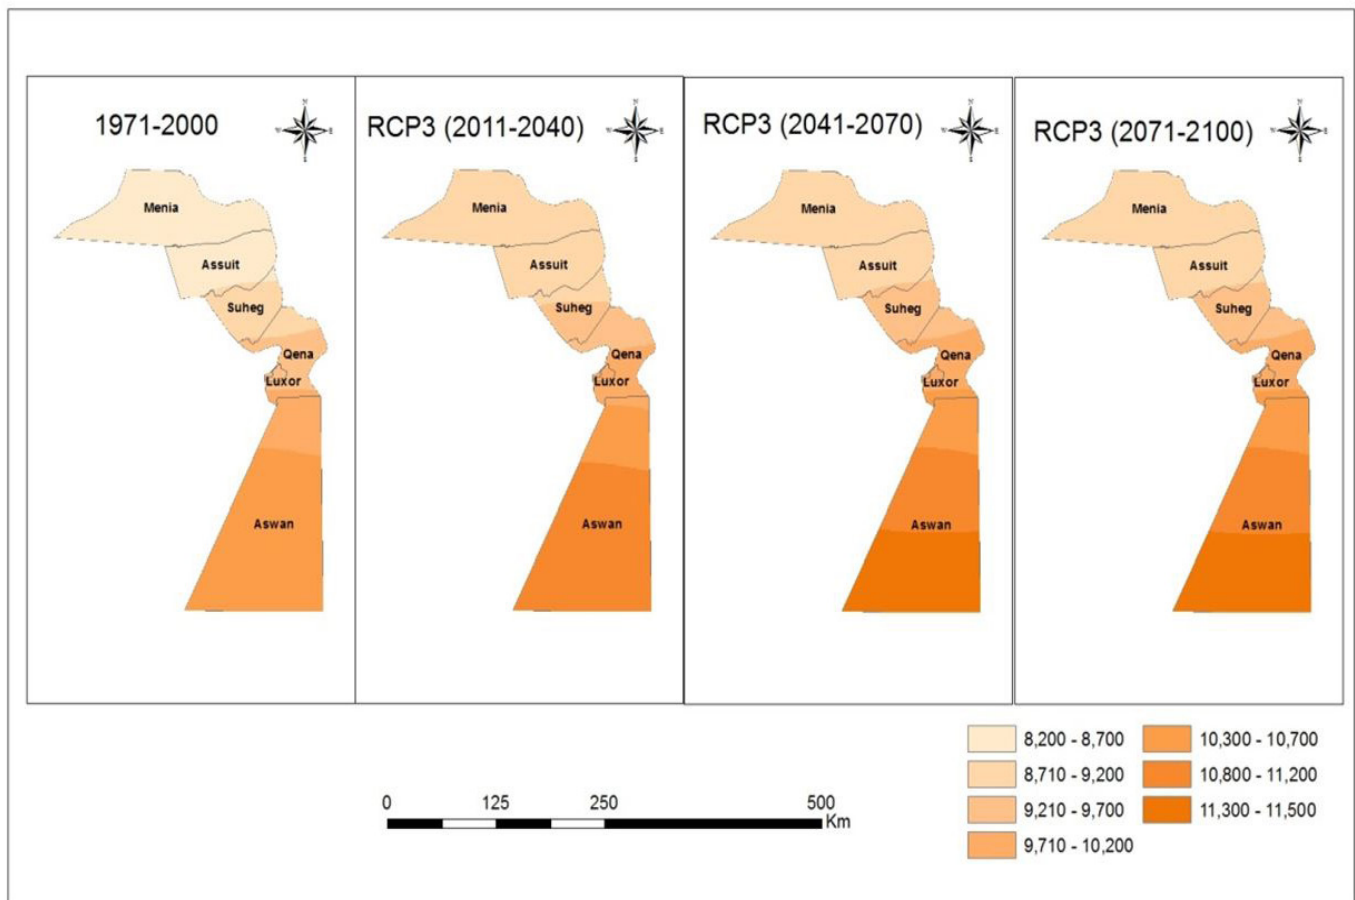 1971-2000
N
W E
S
Menia
Assuit
Suheg
Qena
Luxor
Aswan
RCP3 (2011-2040)
N
W E
S
Menia
Assuit
Suheg
Qena
Luxor
Aswan
RCP3 (2041-2070)
N
W E
S
Menia
Assuit
Suheg
Qena
Luxor
Aswan
RCP3 (2071-2100)
N
W E
S
Menia
Assuit
Suheg
Qena
Luxor
Aswan
8,200 - 8,700
8,710 - 9,200
9,210 - 9,700
9,710 - 10,200
10,300 - 10,700
10,800 - 11,200
11,300 - 11,500
0 125 250 500
Km